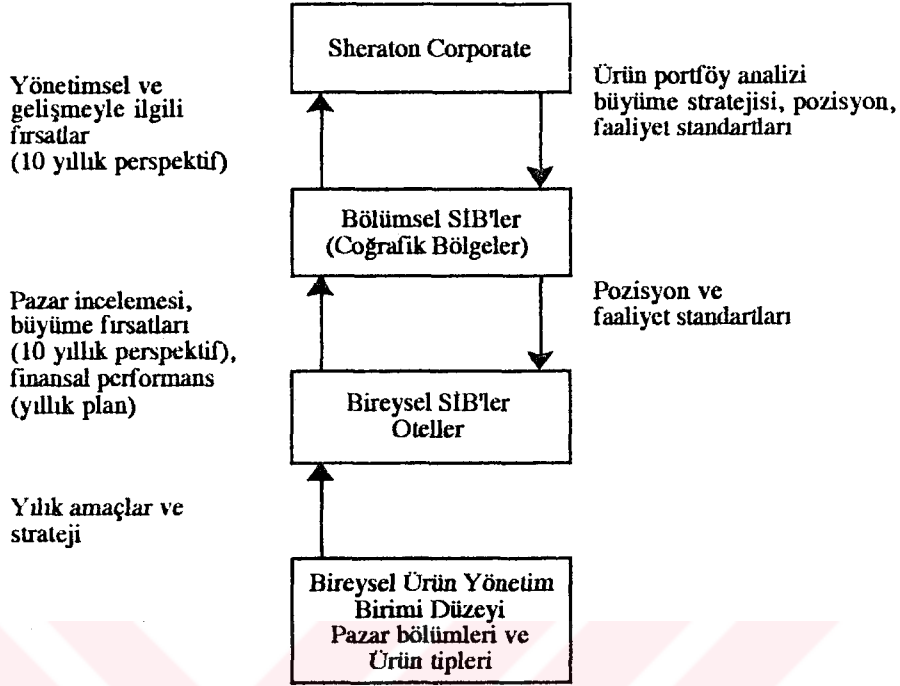 Sheraton Corporate
Yönetimsel ve
gelişmeyle ilgili
fırsatlar
(10 yıllık perspektif)
Ürün portföy analizi
büyüme stratejisi, pozisyon,
faaliyet standartları
Bölümsel SİB'ler
(Coğrafik Bölgeler)
Pazar incelemesi,
büyüme fırsatları
(10 yıllık perspektif),
finansal performans
(yıllık plan)
Pozisyon ve
faaliyet standartları
Bireysel SİB'ler
Oteller
Yılık amaçlar ve
strateji
Bireysel Ürün Yönetim
Birimi Düzeyi
Pazar bölümleri ve
Ürün tipleri